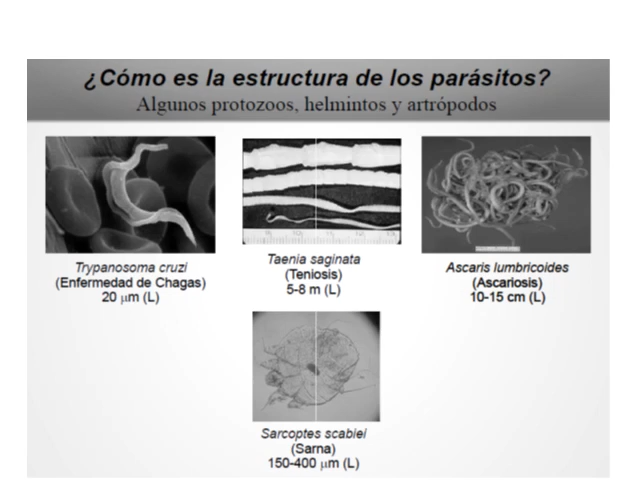 ¿Cómo es la estructura de los parásitos?
Algunos protozoos, helmintos y artrópodos
Trypanosoma cruzi
(Enfermedad de Chagas)
20 μm (L)
Taenia saginata
(Teniosis)
5-8 m (L)
Ascaris lumbricoides
(Ascariosis)
10-15 cm (L)
Sarcoptes scabiei
(Sarna)
150-400 μm (L)